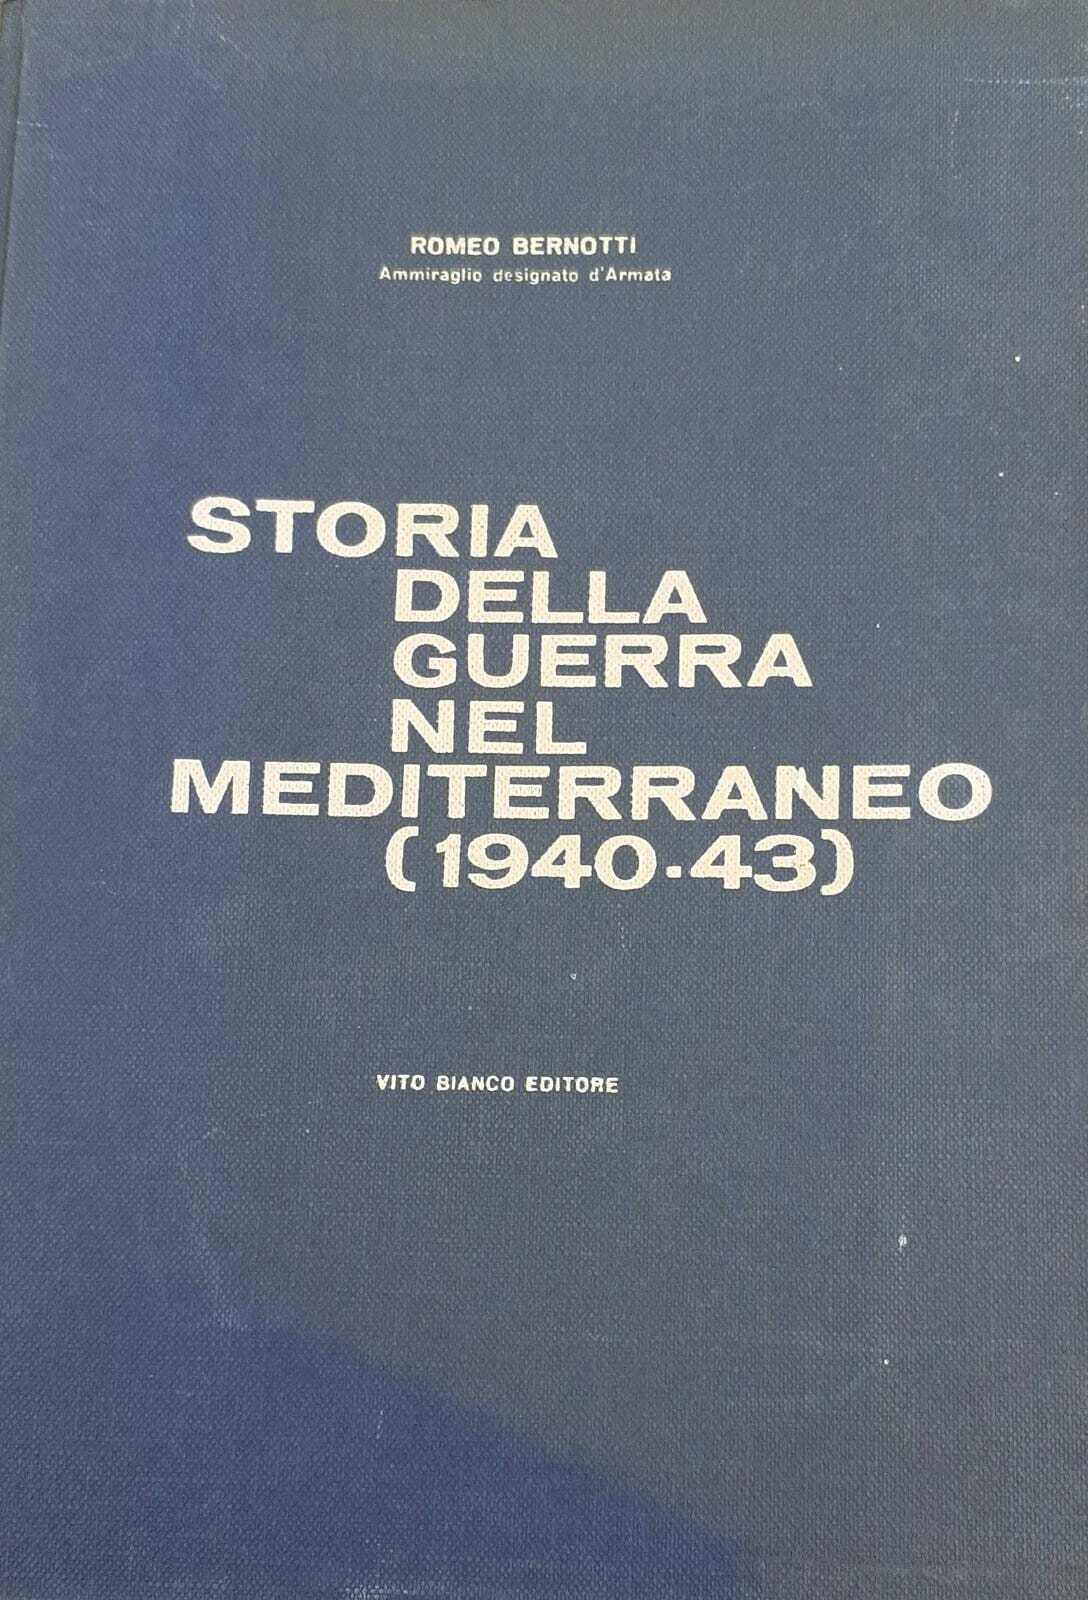 ROMEO BERNOTTI
Ammiraglio designato d'Armata
STORIA
DELLA
GUERRA
NEL
MEDITERRANEO
(1940-43)
VITO BIANCO EDITORE